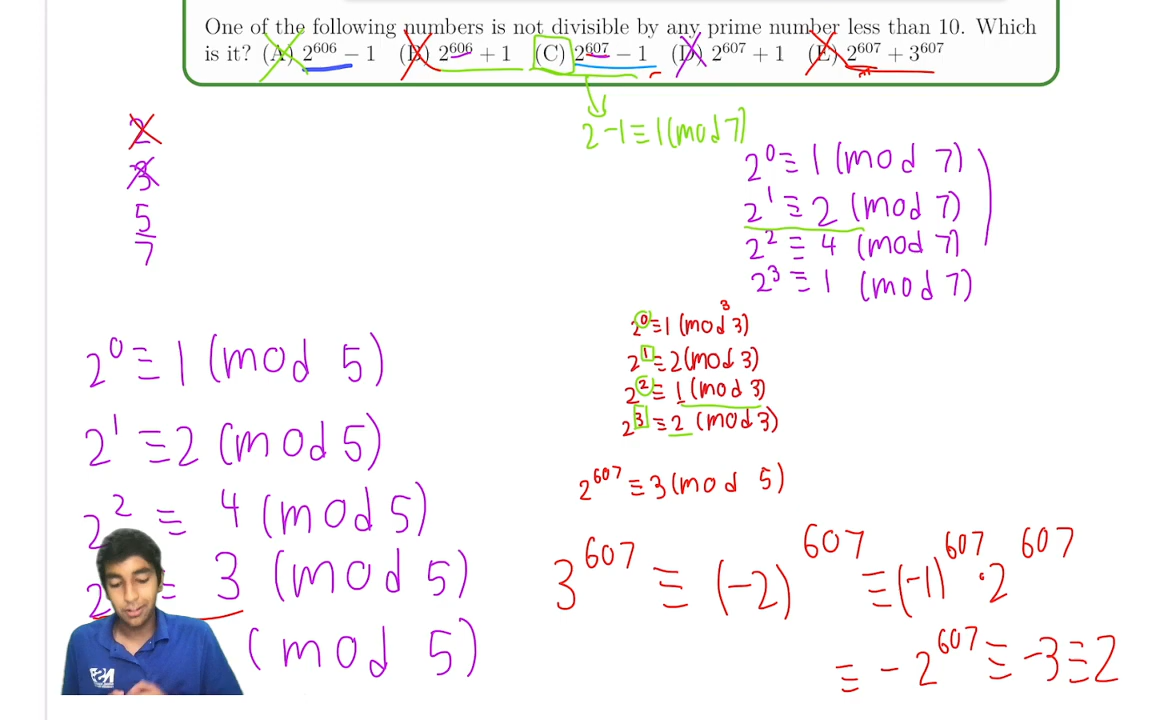 One of the following numbers is not divisible by any prime number less than 10. Which
is it? (A) 2^606 − 1 (B) 2^606 + 1 (C) 2^607 − 1 (D) 2^607 + 1 (E) 2^607 + 3^607
2-1≡1(mod 7)
2
3
5
7
2^0≡1 (mod 7)
2^1≡2 (mod 7)
2^2≡4 (mod 7)
2^3≡1 (mod 7)
3
2^0≡1 (mod 3)
2^1≡2(mod 3)
2^2≡1(mod 3)
2^3≡2 (mod 3)
2^0≡1 (mod 5)
2^1≡2 (mod 5)
2^2≡4 (mod 5)
2≡3 (mod 5)
(mod 5)
2^607≡3(mod 5)
3^607≡(-2)^607≡(-1)^607·2^607
≡-2^607≡-3≡2